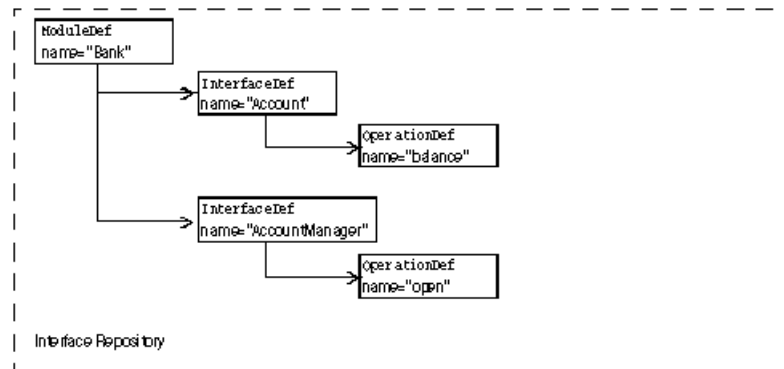 ModuleDef
name="Bank"
InterfaceDef
name="Account"
OperationDef
name="balance"
InterfaceDef
name="AccountManager"
OperationDef
name="open"
Interface Repository